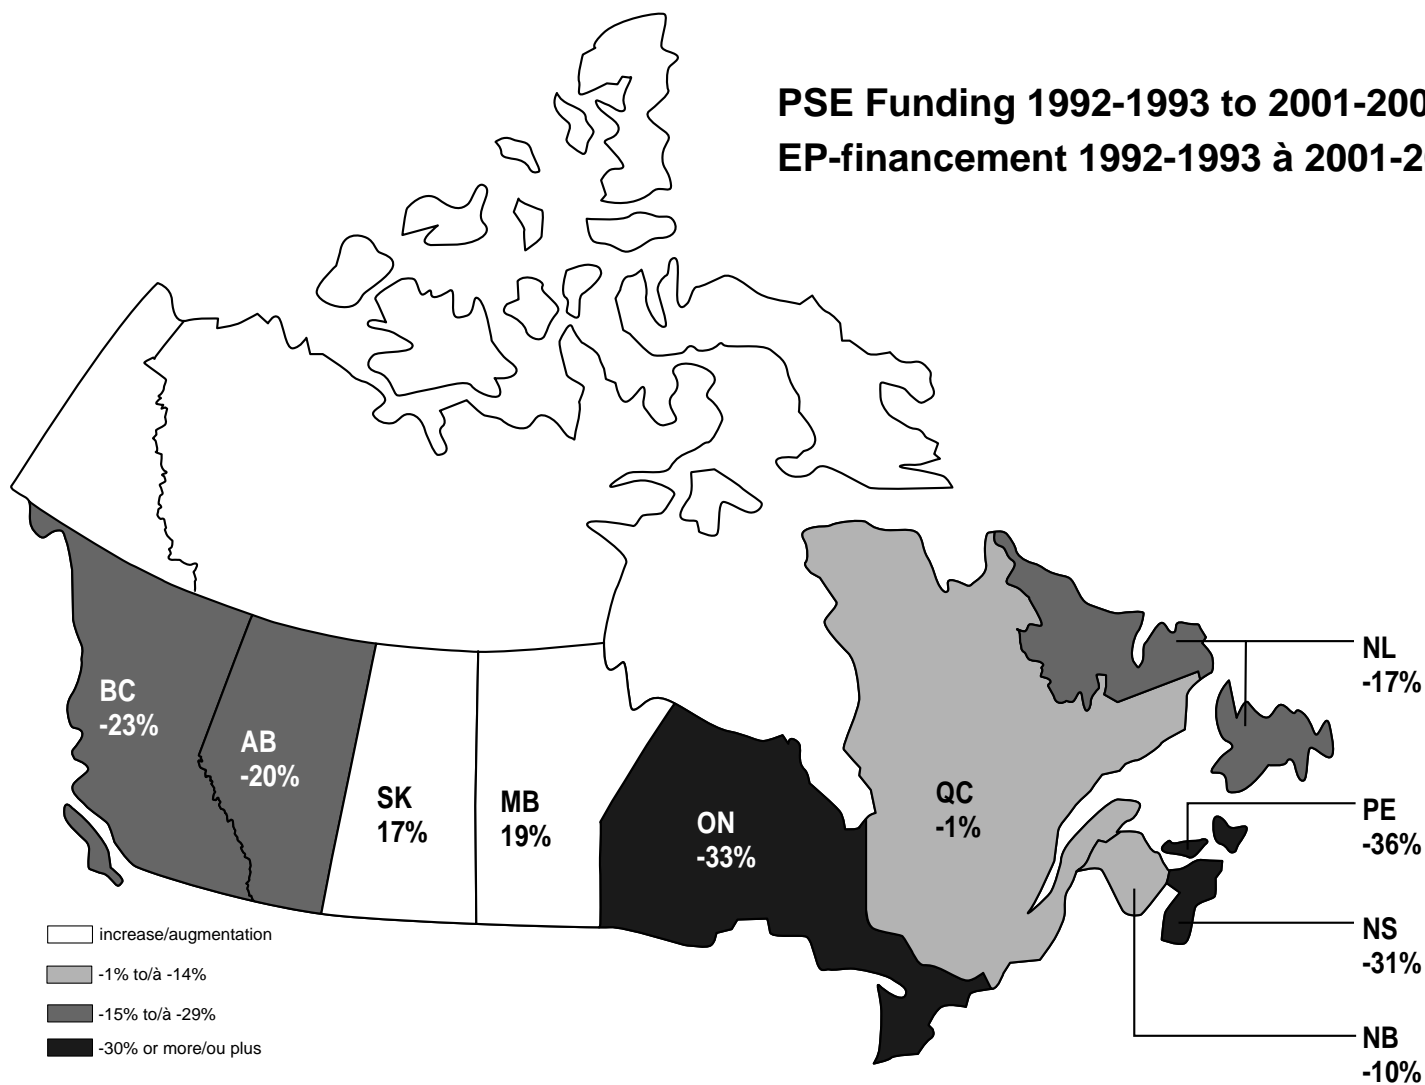 PSE Funding 1992-1993 to 2001-200
EP-financement 1992-1993 à 2001-2
BC
-23%
AB
-20%
SK
17%
MB
19%
ON
-33%
QC
-1%
NL
-17%
PE
-36%
NS
-31%
NB
-10%
increase/augmentation
-1% to/à -14%
-15% to/à -29%
-30% or more/ou plus